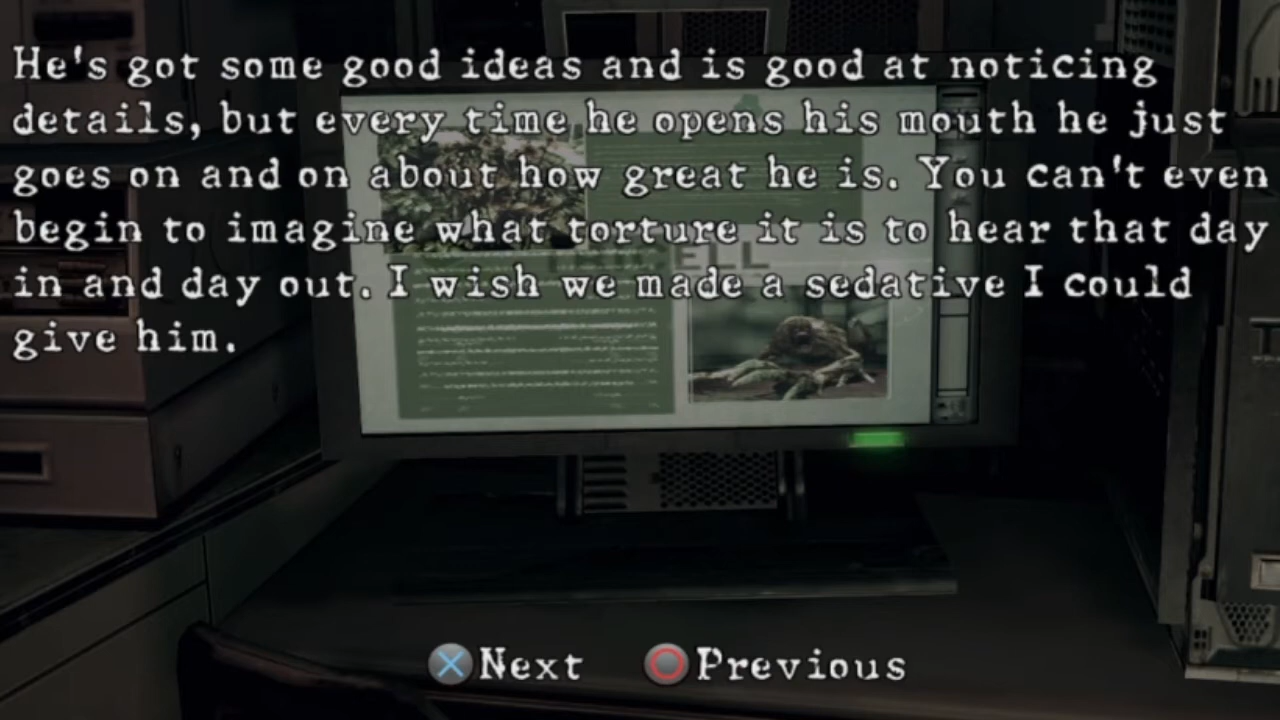 He's got some good ideas and is good at noticing
details, but every time he opens his mouth he just
goes on and on about how great he is. You can't even
begin to imagine what torture it is to hear that day
in and day out. I wish we made a sedative I could
give him.
Next
Previous